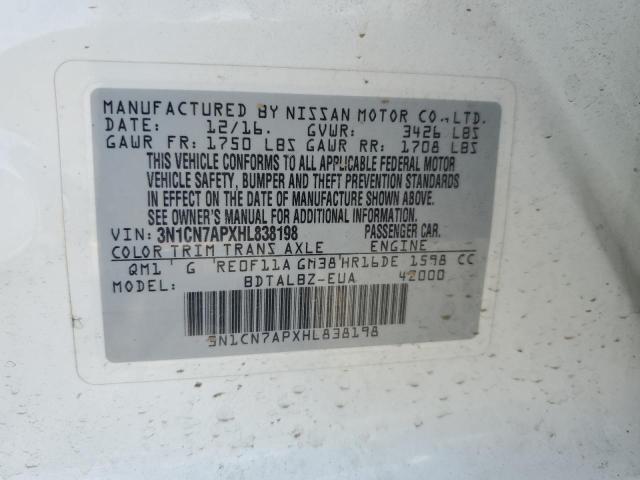 MANUFACTURED BY NISSAN MOTOR CO.,LTD.
DATE: 12/16. GVWR: 3426 LBS
GAWR FR: 1750 LBS GAWR RR: 1708 LBS
THIS VEHICLE CONFORMS TO ALL APPLICABLE FEDERAL MOTOR
VEHICLE SAFETY, BUMPER AND THEFT PREVENTION STANDARDS
IN EFFECT ON THE DATE OF MANUFACTURE SHOWN ABOVE.
SEE OWNER'S MANUAL FOR ADDITIONAL INFORMATION.
VIN: 3N1CN7APXHL838198 PASSENGER CAR.
COLOR TRIM TRANS AXLE ENGINE
QM1 G RE0F11A GM38 HR16DE 1598 CC
MODEL: BDTALBZ-EUA 42000
3N1CN7APXHL838198